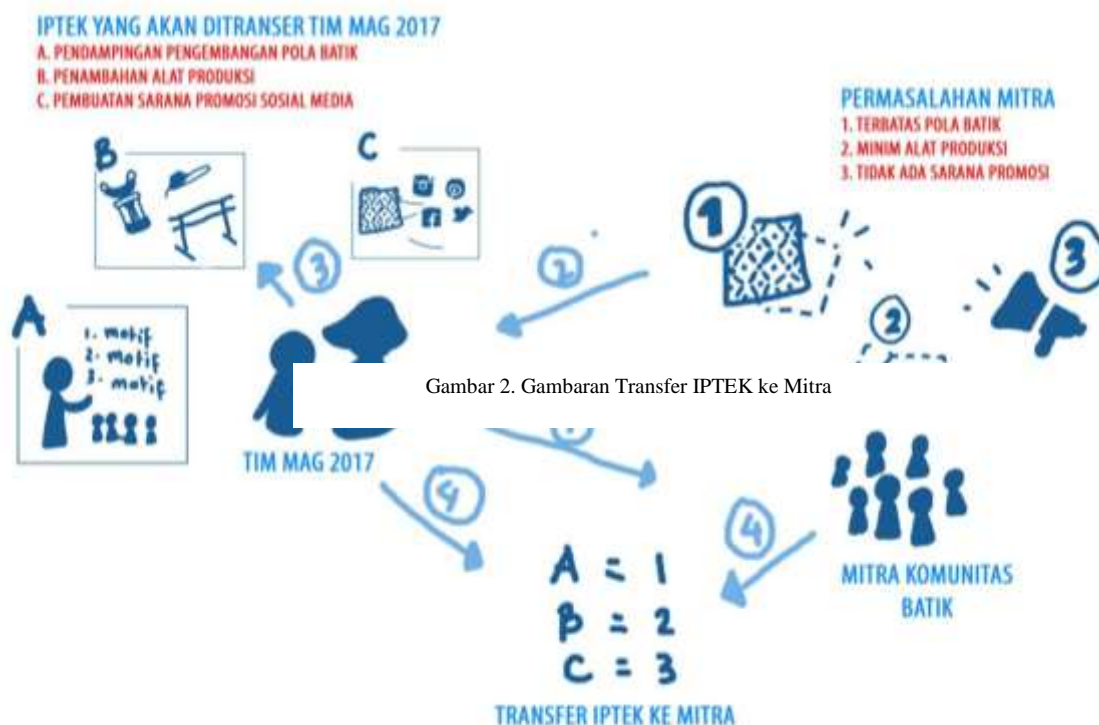 IPTEK YANG AKAN DITRANSER TIM MAG 2017
A. PENDAMPINGAN PENGEMBANGAN POLA BATIK
B. PENAMBAHAN ALAT PRODUKSI
C. PEMBUATAN SARANA PROMOSI SOSIAL MEDIA
PERMASALAHAN MITRA
1. TERBATAS POLA BATIK
2. MINIM ALAT PRODUKSI
3. TIDAK ADA SARANA PROMOSI
B
C
1
2
3
3
2
A
1. motif
2. motif
3. motif
Gambar 2. Gambaran Transfer IPTEK ke Mitra
TIM MAG 2017
4
4
A = 1
B = 2
C = 3
MITRA KOMUNITAS
BATIK
TRANSFER IPTEK KE MITRA